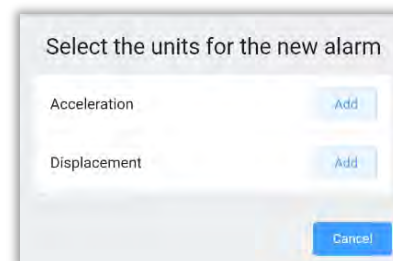 Select the units for the new alarm
Acceleration Add
Displacement Add
Cancel